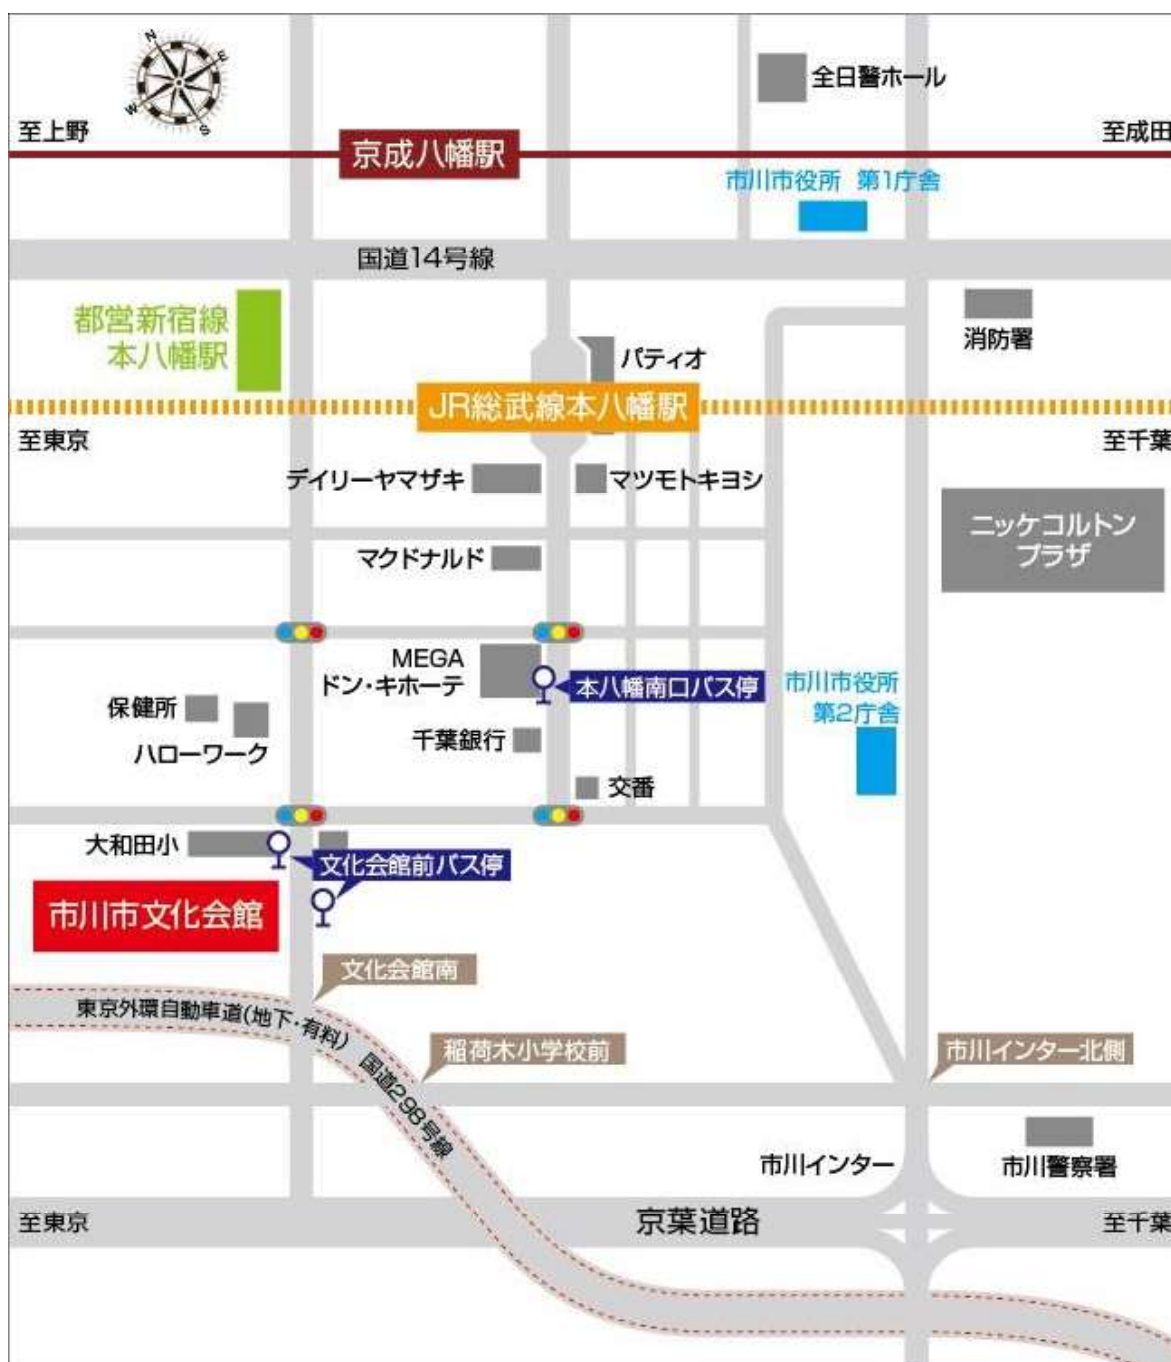 N
E
W
S
全日警ホール
至上野
至成田
京成八幡駅
市川市役所 第1庁舎
国道14号線
都営新宿線
本八幡駅
消防署
パティオ
JR総武線本八幡駅
至東京
至千葉
デイリーヤマザキ
マツモトキヨシ
ニッケコルトン
プラザ
マクドナルド
MEGA
ドン・キホーテ
本八幡南口バス停
市川市役所
第2庁舎
保健所
ハローワーク
千葉銀行
交番
大和田小
文化会館前バス停
市川市文化会館
文化会館南
東京外環自動車道(地下・有料) 国道298号線
稲荷木小学校前
市川インター北側
市川インター
市川警察署
至東京
京葉道路
至千葉